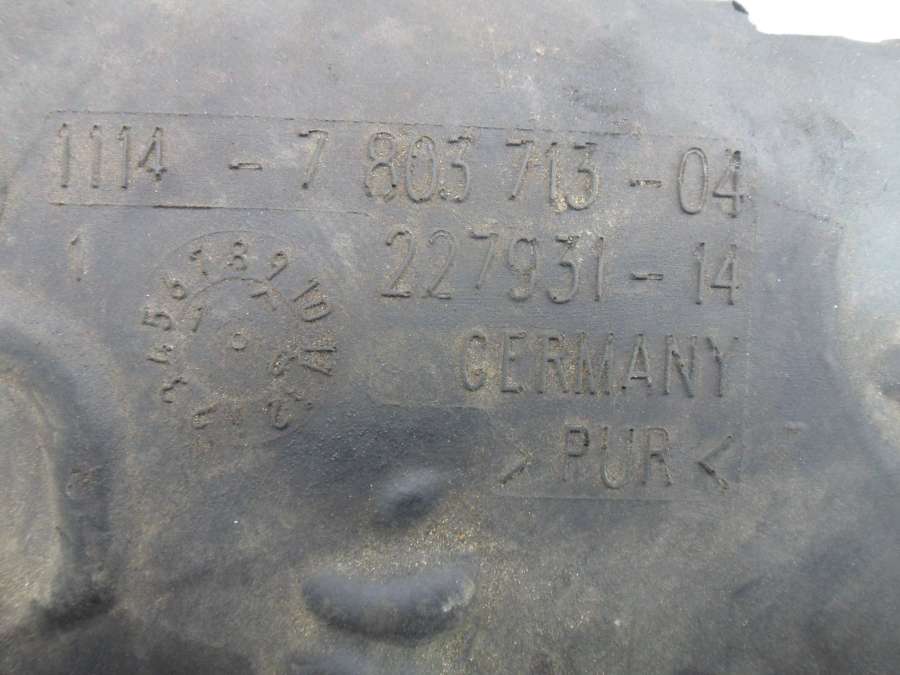 1114 - 7 803 713 - 04
1
227931 - 14
GERMANY
> PUR <